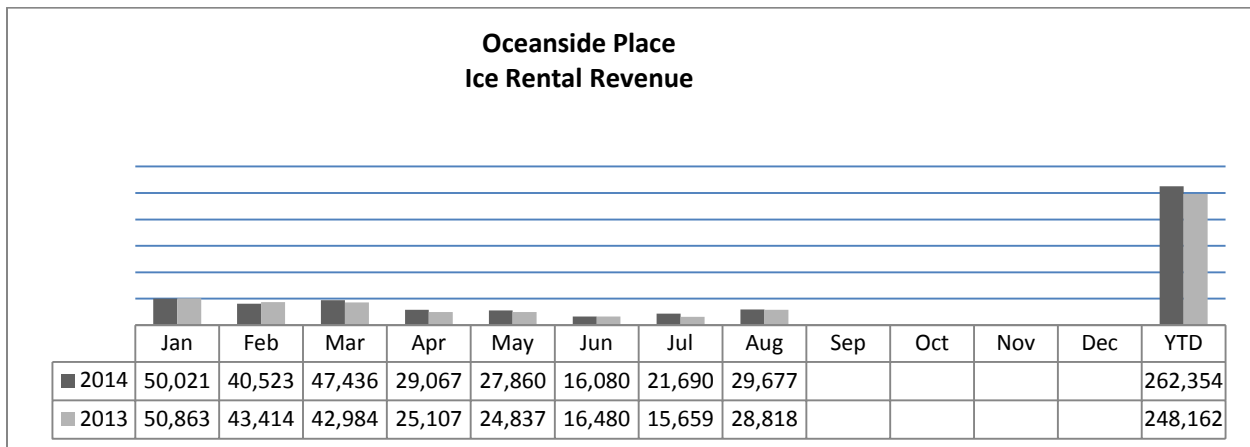 Oceanside Place
Ice Rental Revenue
Jan Feb Mar Apr May Jun Jul Aug Sep Oct Nov Dec YTD
2014 50,021 40,523 47,436 29,067 27,860 16,080 21,690 29,677 262,354
2013 50,863 43,414 42,984 25,107 24,837 16,480 15,659 28,818 248,162